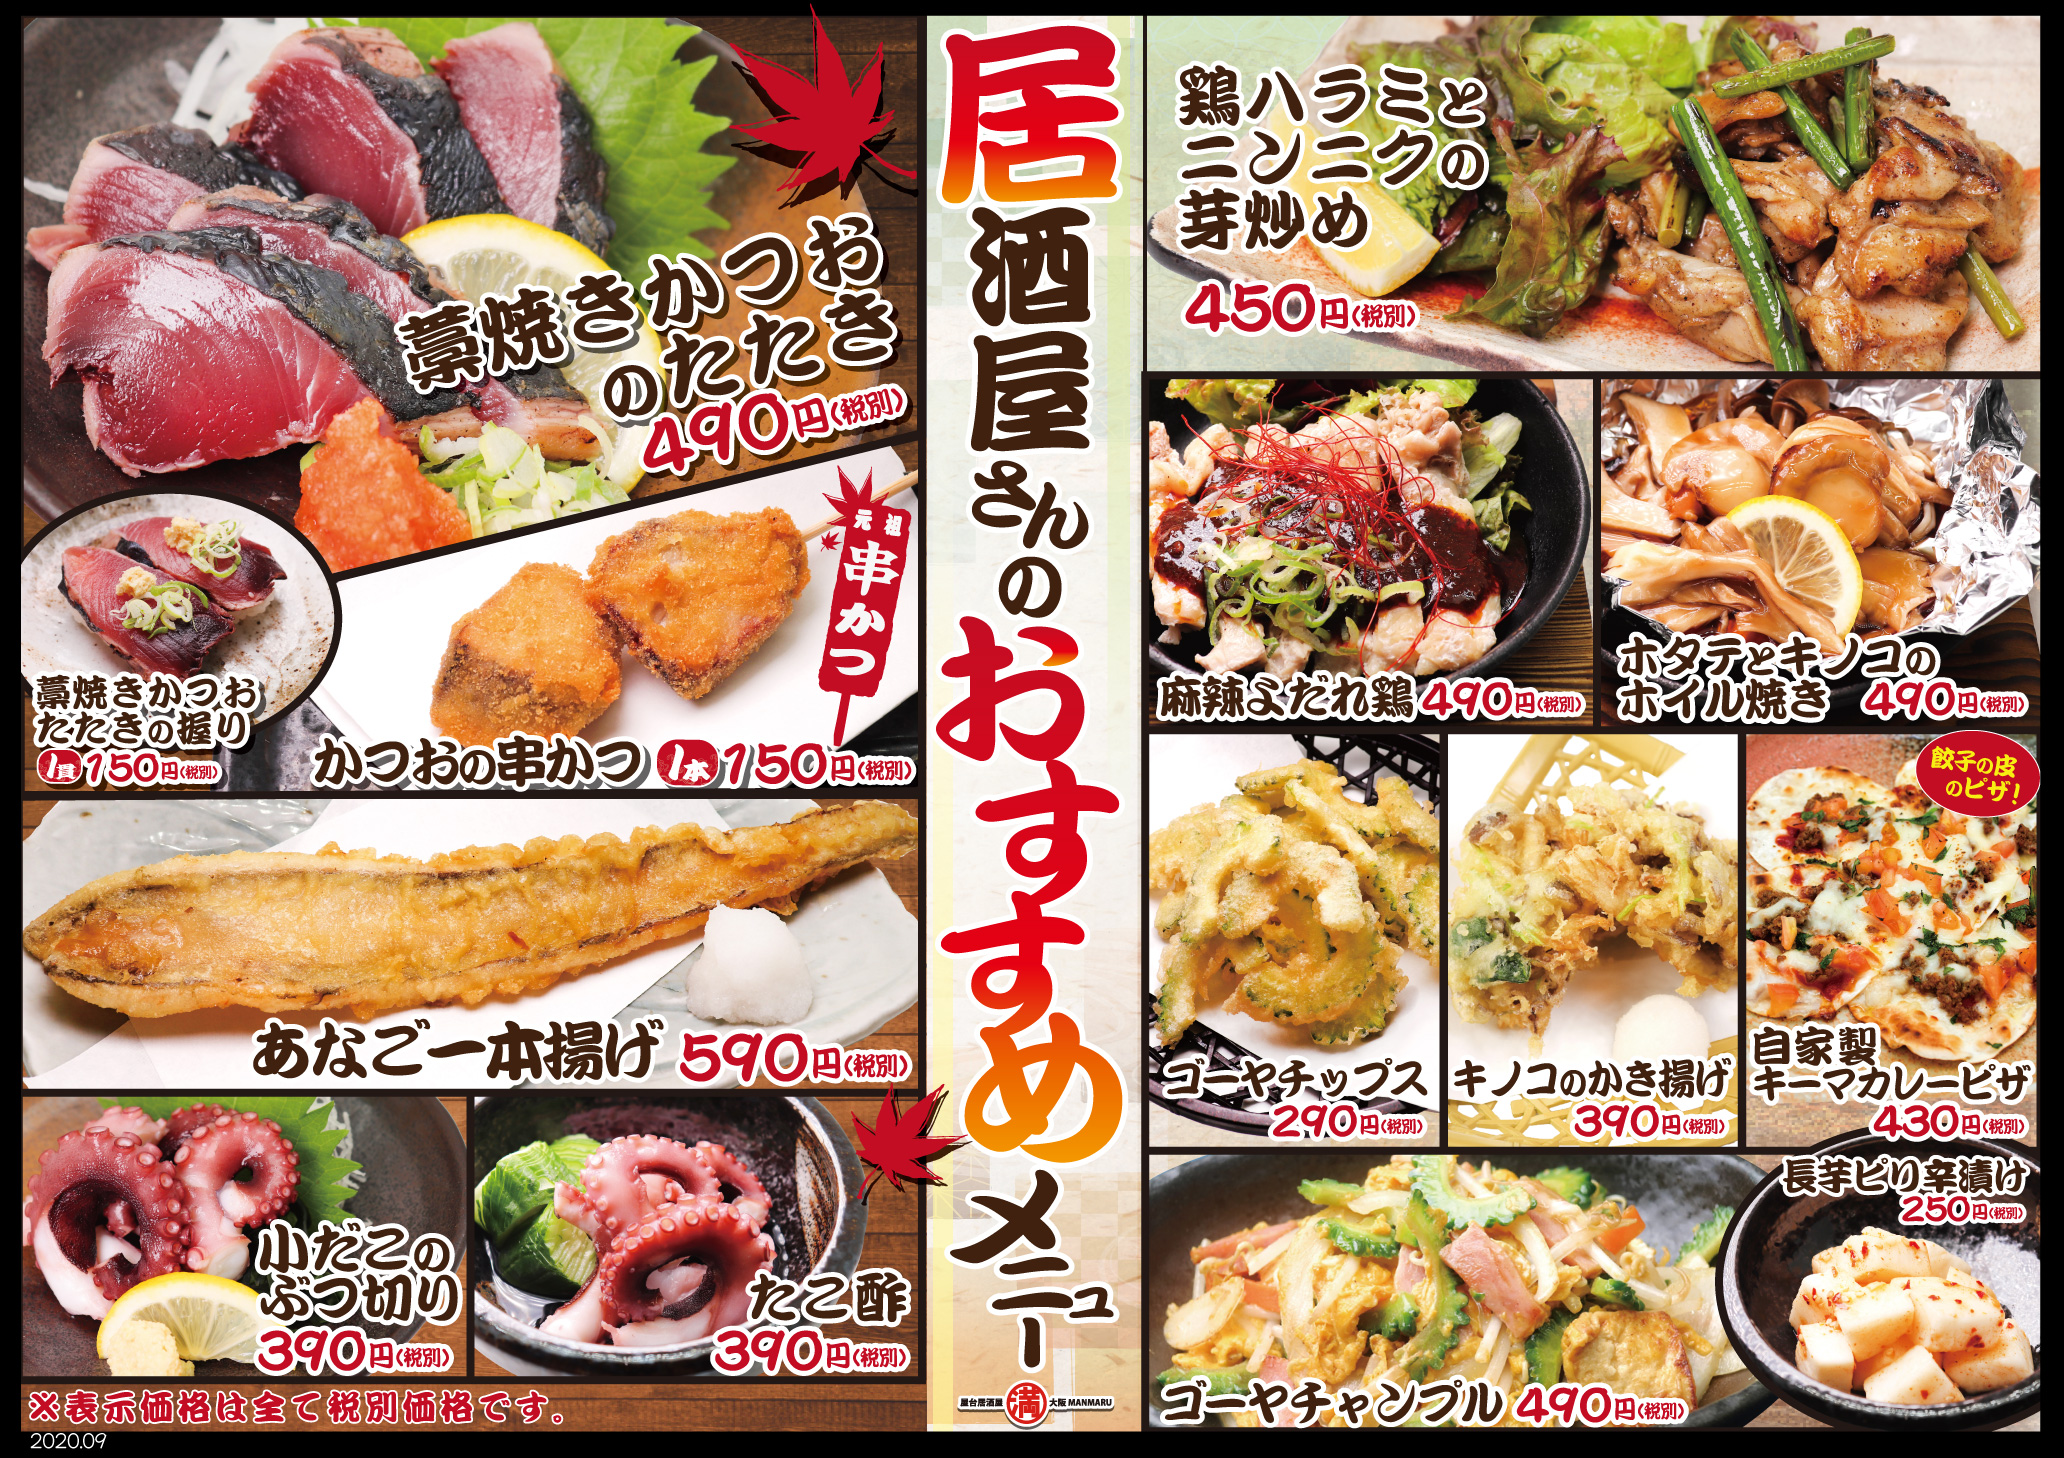 居酒屋さんのおすすめメニュー
屋台居酒屋 満 大阪 MANMARU
藁焼きかつお
のたたき
490円(税別)
藁焼きかつお
たたきの握り
1貫 150円(税別)
元祖
串かつ
かつおの串かつ 1本 150円(税別)
あなご一本揚げ 590円(税別)
小だこの
ぶつ切り
390円(税別)
たこ酢
390円(税別)
※表示価格は全て税別価格です。
2020.09
鶏ハラミと
ニンニクの
芽炒め
450円(税別)
麻辣よだれ鶏 490円(税別)
ホタテとキノコの
ホイル焼き 490円(税別)
ゴーヤチップス
290円(税別)
キノコのかき揚げ
390円(税別)
餃子の皮
のピザ!
自家製
キーマカレーピザ
430円(税別)
ゴーヤチャンプル 490円(税別)
長芋ピり辛漬け
250円(税別)